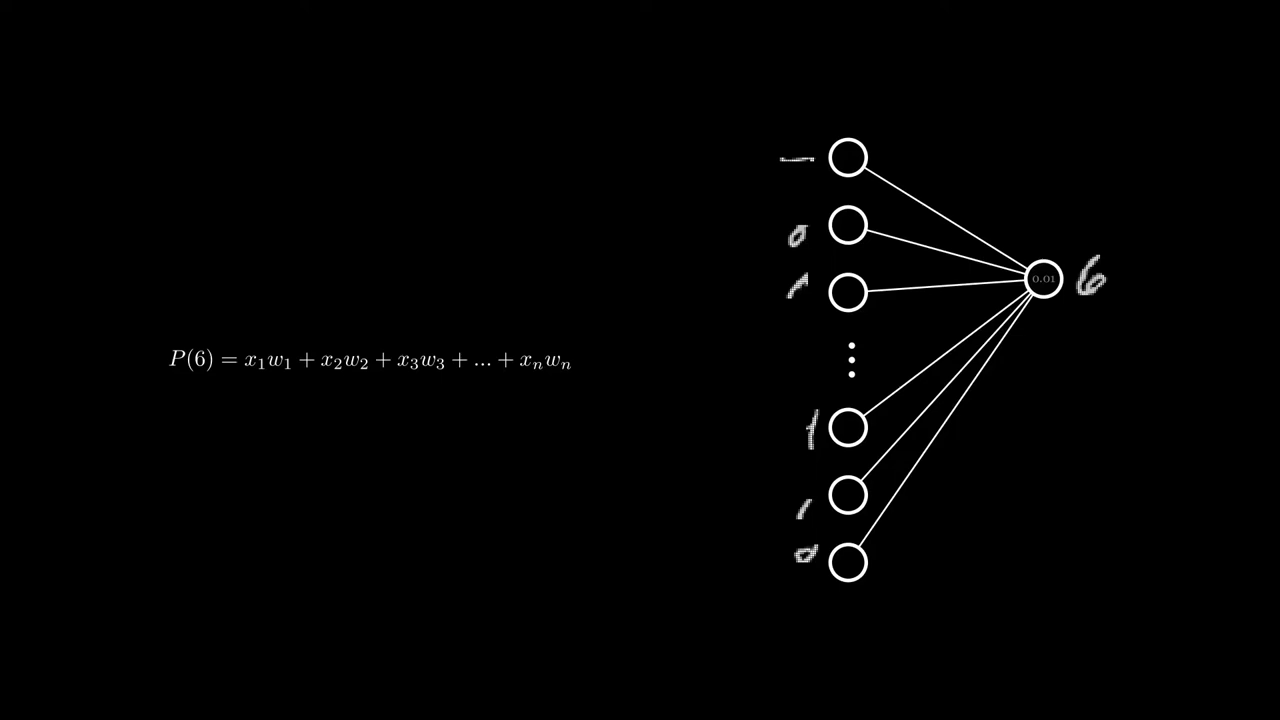 P(6) = x₁w₁ + x₂w₂ + x₃w₃ + ... + xₙwₙ
0.01
6